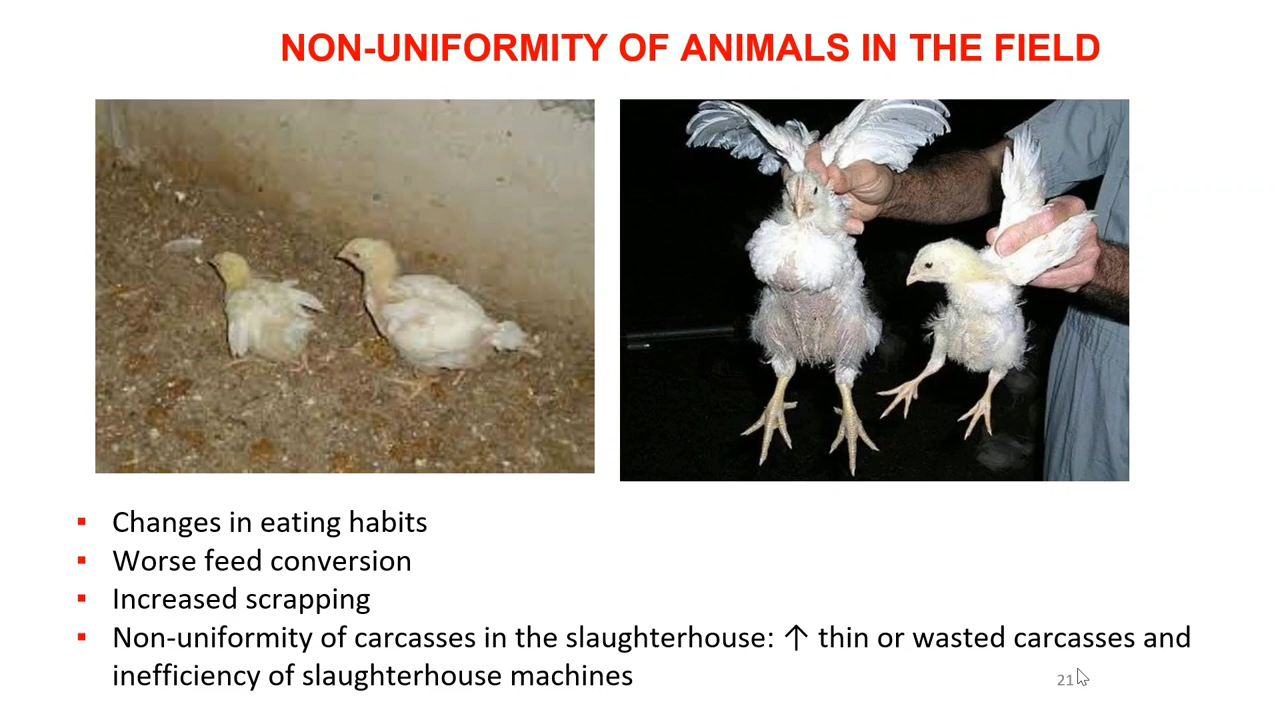 NON-UNIFORMITY OF ANIMALS IN THE FIELD
▪ Changes in eating habits
▪ Worse feed conversion
▪ Increased scrapping
▪ Non-uniformity of carcasses in the slaughterhouse: ↑ thin or wasted carcasses and
inefficiency of slaughterhouse machines
21